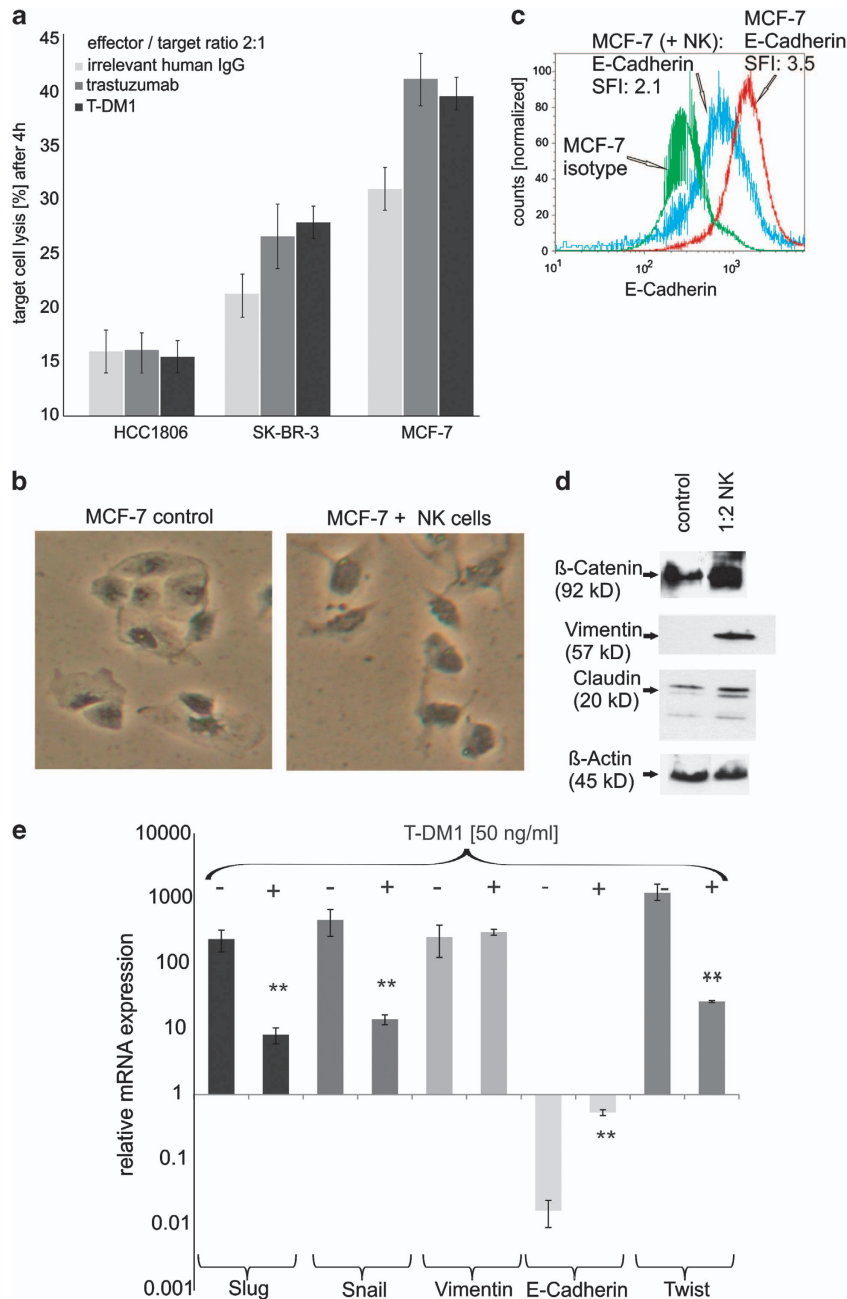 a
effector / target ratio 2:1
irrelevant human IgG
trastuzumab
T-DM1
target cell lysis [%] after 4h
45
40
35
30
25
20
15
10
HCC1806
SK-BR-3
MCF-7
c
MCF-7 (+ NK):
E-Cadherin
SFI: 2.1
MCF-7
E-Cadherin
SFI: 3.5
MCF-7
isotype
counts [normalized]
100
80
60
40
20
0
10¹
10²
10³
E-Cadherin
b
MCF-7 control
MCF-7 + NK cells
d
control
1:2 NK
ß-Catenin
(92 kD)
Vimentin
(57 kD)
Claudin
(20 kD)
ß-Actin
(45 kD)
e
T-DM1 [50 ng/ml]
relative mRNA expression
10000
1000
100
10
1
0.1
0.01
0.001
- + - + - + - + - +
** ** ** **
Slug
Snail
Vimentin
E-Cadherin
Twist